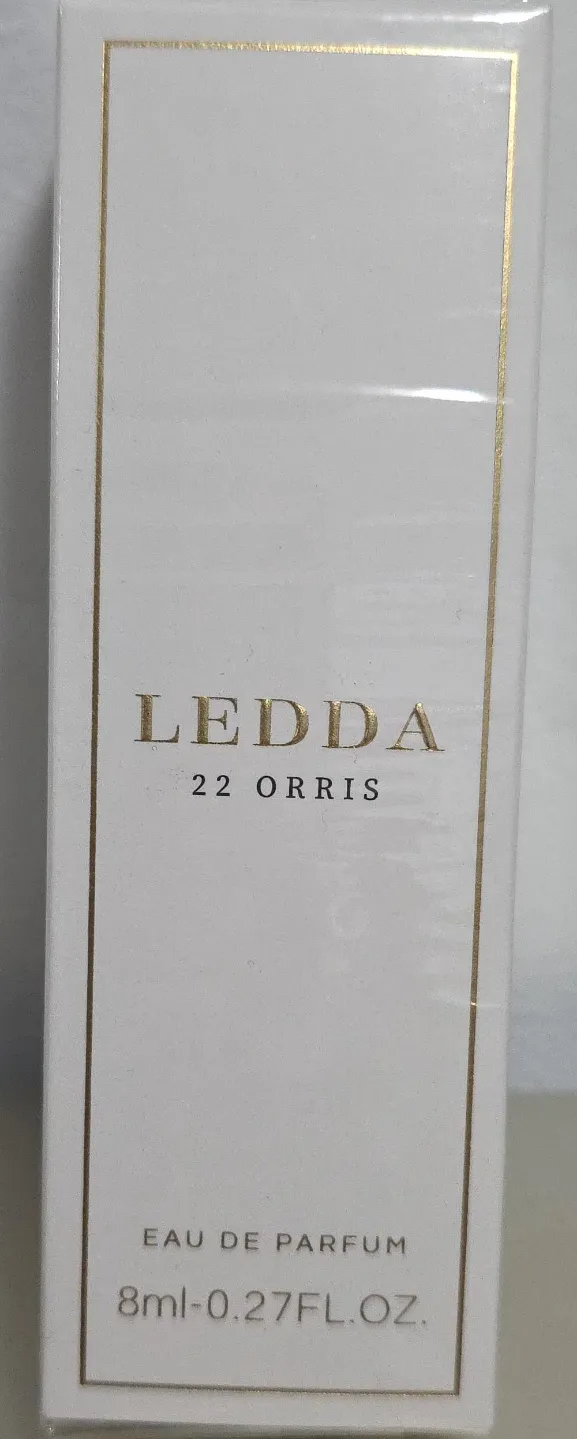 LEDDA
22 ORRIS
EAU DE PARFUM
8ml-0.27FL.OZ.